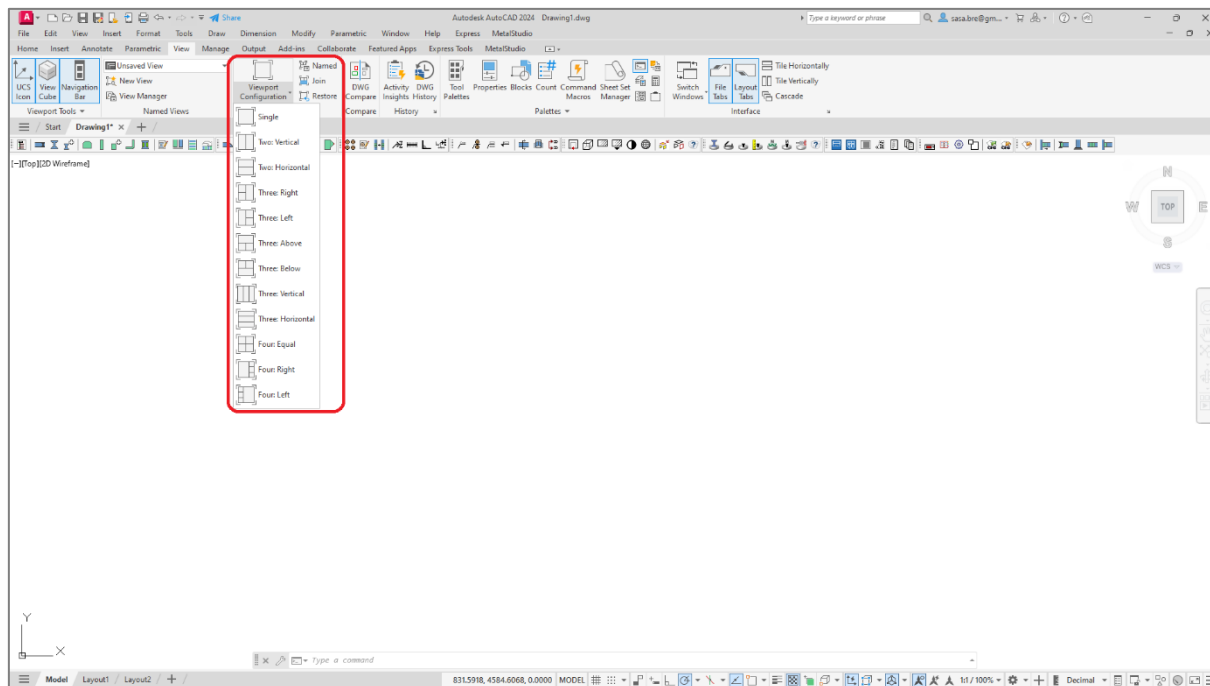 A Share Autodesk AutoCAD 2024 Drawing1.dwg Type a keyword or phrase sasa.bre@gm...
File Edit View Insert Format Tools Draw Dimension Modify Parametric Window Help Express MetalStudio
Home Insert Annotate Parametric View Manage Output Add-ins Collaborate Featured Apps Express Tools MetalStudio
UCS Icon
View Cube
Navigation Bar
Viewport Tools
Unsaved View
New View
View Manager
Named Views
Viewport Configuration
Named
Join
Restore
DWG Compare
Compare
Activity Insights
DWG History
History
Tool Palettes
Properties
Blocks
Count
Command Macros
Sheet Set Manager
Palettes
Switch Windows
File Tabs
Layout Tabs
Tile Horizontally
Tile Vertically
Cascade
Interface
Start Drawing1*
Single
Two: Vertical
Two: Horizontal
Three: Right
Three: Left
Three: Above
Three: Below
Three: Vertical
Three: Horizontal
Four: Equal
Four: Right
Four: Left
[−][Top][2D Wireframe]
N
W TOP E
S
WCS
Y
X
Type a command
Model Layout1 Layout2 831.5918, 4584.6068, 0.0000 MODEL 1:1 / 100% Decimal